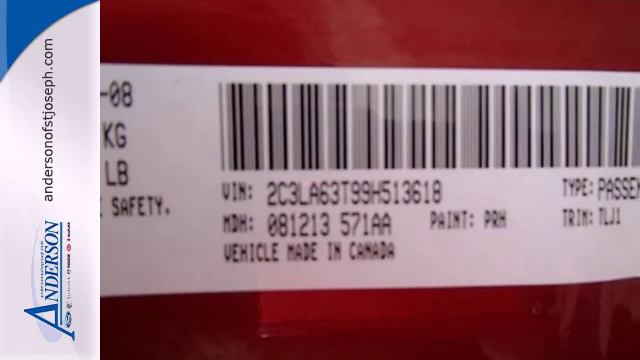 andersonofstjoseph.com
ANDERSON
-08
KG
LB
SAFETY.
VIN: 2C3LA63T99H513618
TYPE: PASSEN
MDH: 081213 571AA
PAINT: PRH
TRIM: TLJ1
VEHICLE MADE IN CANADA